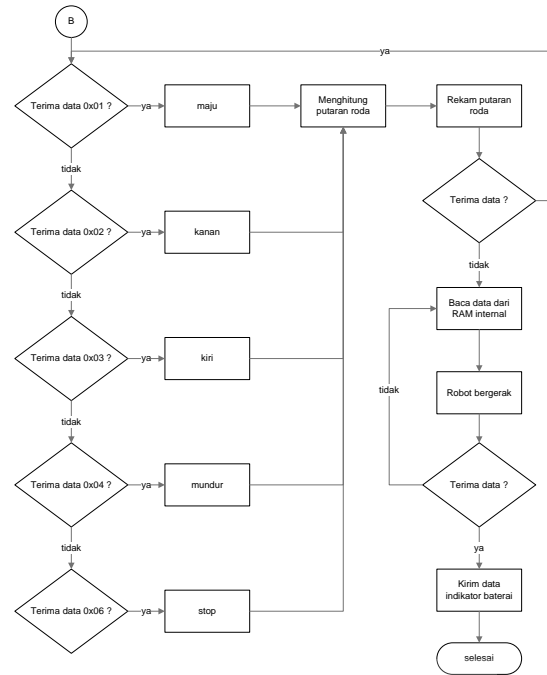 B
ya
Terima data 0x01 ?
ya
maju
Menghitung
putaran roda
Rekam putaran
roda
tidak
Terima data ?
Terima data 0x02 ?
ya
kanan
tidak
tidak
Baca data dari
RAM internal
Terima data 0x03 ?
ya
kiri
tidak
Robot bergerak
tidak
Terima data 0x04 ?
ya
mundur
Terima data ?
tidak
ya
Terima data 0x06 ?
ya
stop
Kirim data
indikator baterai
selesai